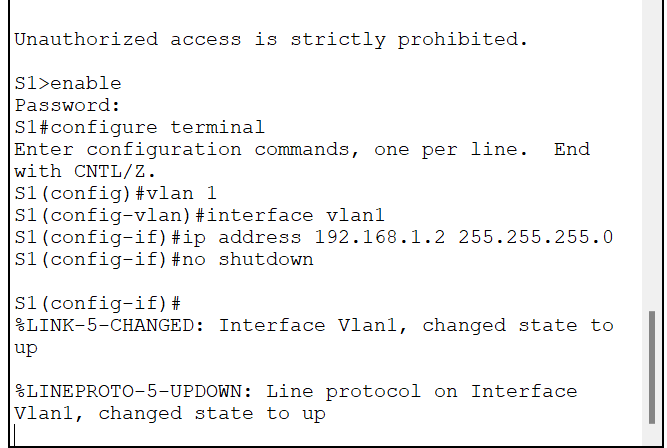 Unauthorized access is strictly prohibited.
S1>enable
Password:
S1#configure terminal
Enter configuration commands, one per line.  End
with CNTL/Z.
S1(config)#vlan 1
S1(config-vlan)#interface vlan1
S1(config-if)#ip address 192.168.1.2 255.255.255.0
S1(config-if)#no shutdown
S1(config-if)#
%LINK-5-CHANGED: Interface Vlan1, changed state to
up
%LINEPROTO-5-UPDOWN: Line protocol on Interface
Vlan1, changed state to up